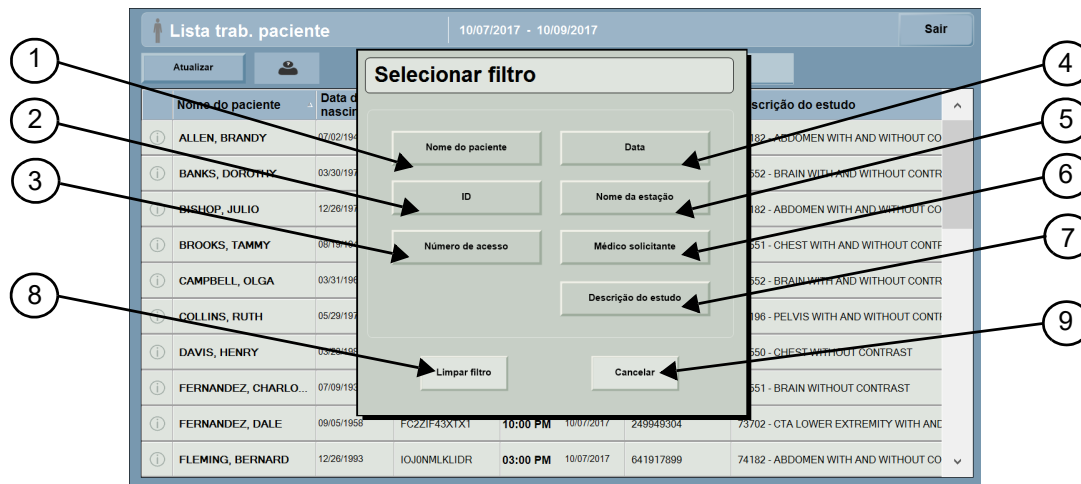 Lista trab. paciente
10/07/2017 - 10/09/2017
Sair
1
4
Atualizar
Selecionar filtro
Nome do paciente
Data d
nascin
scrição do estudo
2
5
ALLEN, BRANDY
07/02/194
Nome do paciente
Data
182 - ABDOMEN WITH AND WITHOUT CO
3
6
BANKS, DOROTHY
03/30/197
552 - BRAIN WITH AND WITHOUT CONTR
BISHOP, JULIO
12/26/197
ID
Nome da estação
182 - ABDOMEN WITH AND WITHOUT CO
7
BROOKS, TAMMY
Número de acesso
Médico solicitante
551 - CHEST WITH AND WITHOUT CONTF
8
CAMPBELL, OLGA
03/31/196
552 - BRAIN WITH AND WITHOUT CONTR
Descrição do estudo
9
COLLINS, RUTH
05/29/197
196 - PELVIS WITH AND WITHOUT CONTF
DAVIS, HENRY
550 - CHEST WITHOUT CONTRAST
Limpar filtro
Cancelar
FERNANDEZ, CHARLO...
07/09/193
551 - BRAIN WITHOUT CONTRAST
FERNANDEZ, DALE
09/05/1958
FC2ZIF43XTX1
10:00 PM
10/07/2017
249949304
73702 - CTA LOWER EXTREMITY WITH AND
FLEMING, BERNARD
12/26/1993
IOJ0NMLKLIDR
03:00 PM
10/07/2017
641917899
74182 - ABDOMEN WITH AND WITHOUT CO